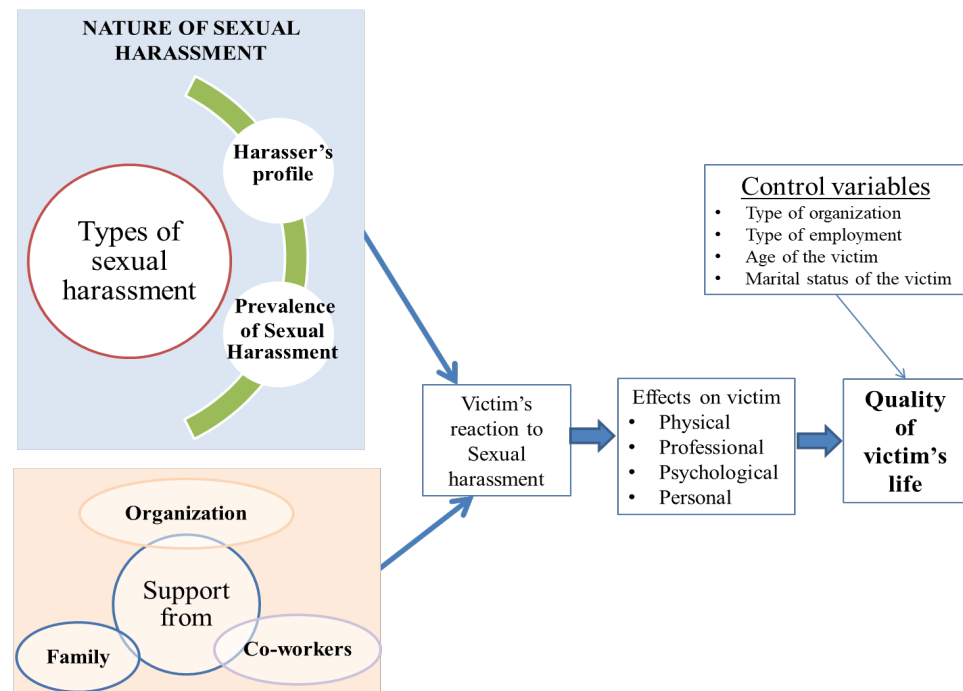 NATURE OF SEXUAL
HARASSMENT
Harasser’s
profile
Types of
sexual
harassment
Prevalence
of Sexual
Harassment
Organization
Support
from
Family
Co-workers
Victim’s
reaction to
Sexual
harassment
Effects on victim
• Physical
• Professional
• Psychological
• Personal
Control variables
• Type of organization
• Type of employment
• Age of the victim
• Marital status of the victim
Quality
of
victim’s
life